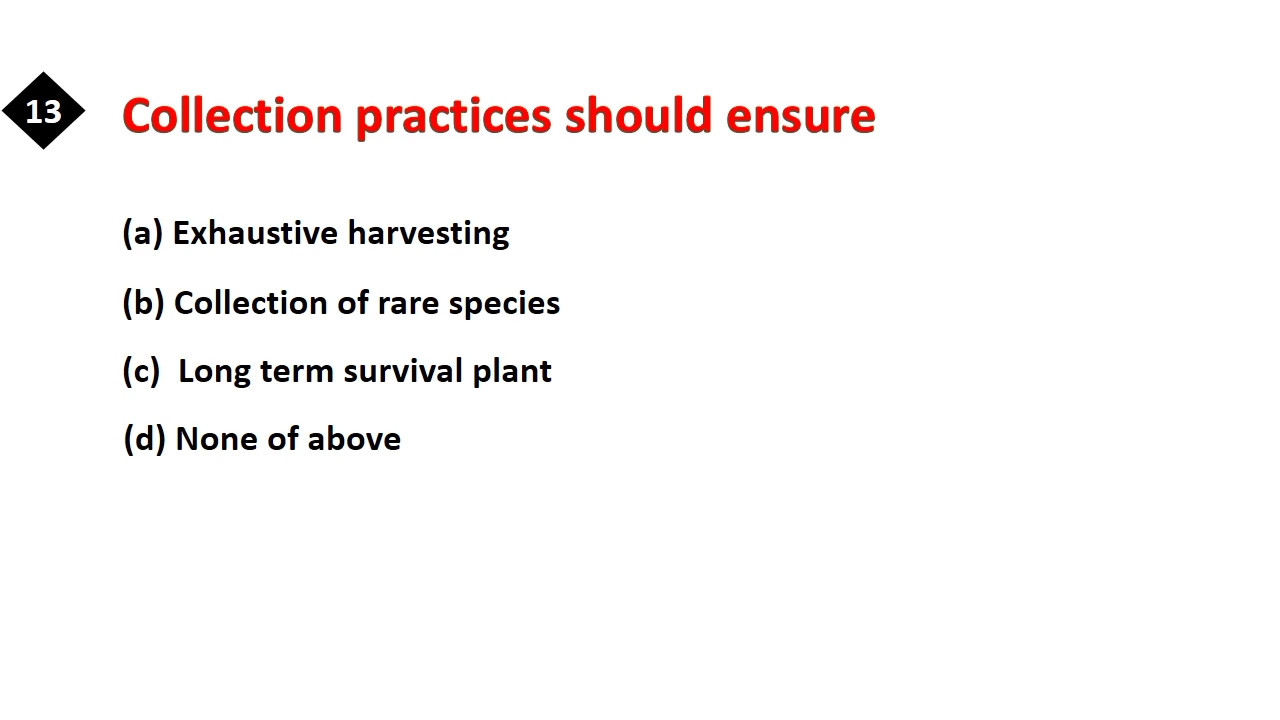 13
Collection practices should ensure
(a) Exhaustive harvesting
(b) Collection of rare species
(c) Long term survival plant
(d) None of above